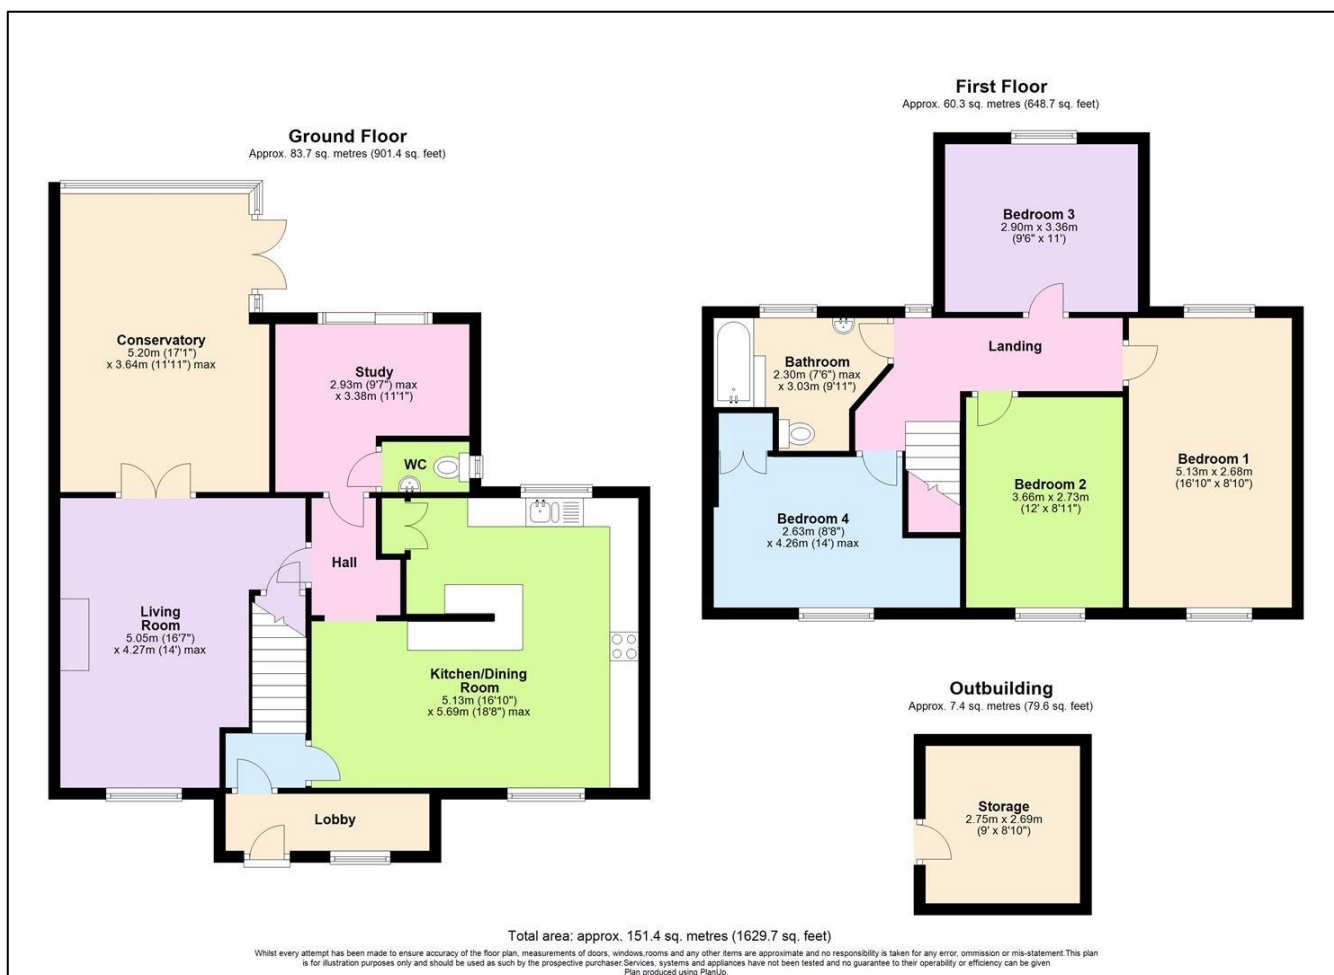 Ground Floor
Approx. 83.7 sq. metres (901.4 sq. feet)
Conservatory
5.20m (17'1")
x 3.64m (11'11") max
Study
2.93m (9'7") max
x 3.38m (11'1")
WC
Hall
Living
Room
5.05m (16'7")
x 4.27m (14') max
Kitchen/Dining
Room
5.13m (16'10")
x 5.69m (18'8") max
Lobby
First Floor
Approx. 60.3 sq. metres (648.7 sq. feet)
Bedroom 3
2.90m x 3.36m
(9'6" x 11')
Landing
Bathroom
2.30m (7'6") max
x 3.03m (9'11")
Bedroom 1
5.13m x 2.68m
(16'10" x 8'10")
Bedroom 2
3.66m x 2.73m
(12' x 8'11")
Bedroom 4
2.63m (8'8")
x 4.26m (14') max
Outbuilding
Approx. 7.4 sq. metres (79.6 sq. feet)
Storage
2.75m x 2.69m
(9' x 8'10")
Total area: approx. 151.4 sq. metres (1629.7 sq. feet)
Whilst every attempt has been made to ensure accuracy of the floor plan, measurements of doors, windows,rooms and any other items are approximate and no responsibility is taken for any error, ommission or mis-statement.This plan
is for illustration purposes only and should be used as such by the prospective purchaser.Services, systems and appliances have not been tested and no guarantee to their operability or efficiency can be given
Plan produced using PlanUp.